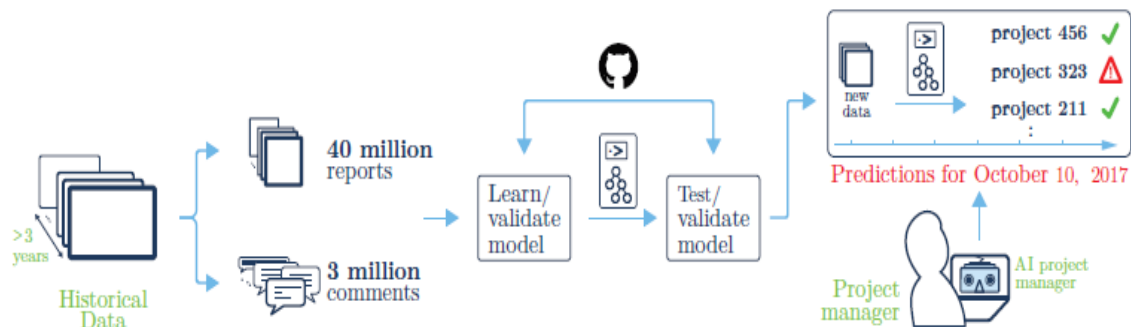 >3
years
Historical
Data
40 million
reports
3 million
comments
Learn/
validate
model
Test/
validate
model
new
data
project 456
project 323
project 211
:
Predictions for October 10, 2017
Project
manager
AI project
manager